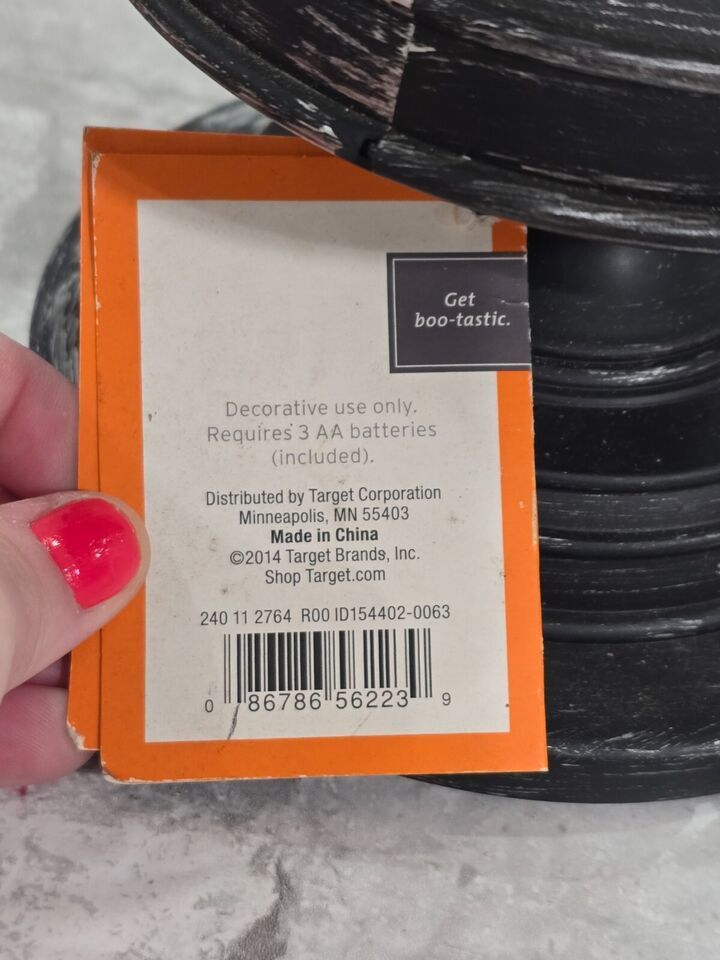 Get
boo-tastic.
Decorative use only.
Requires 3 AA batteries
(included).
Distributed by Target Corporation
Minneapolis, MN 55403
Made in China
©2014 Target Brands, Inc.
Shop Target.com
240 11 2764 R00 ID154402-0063
0 86786 56223 9